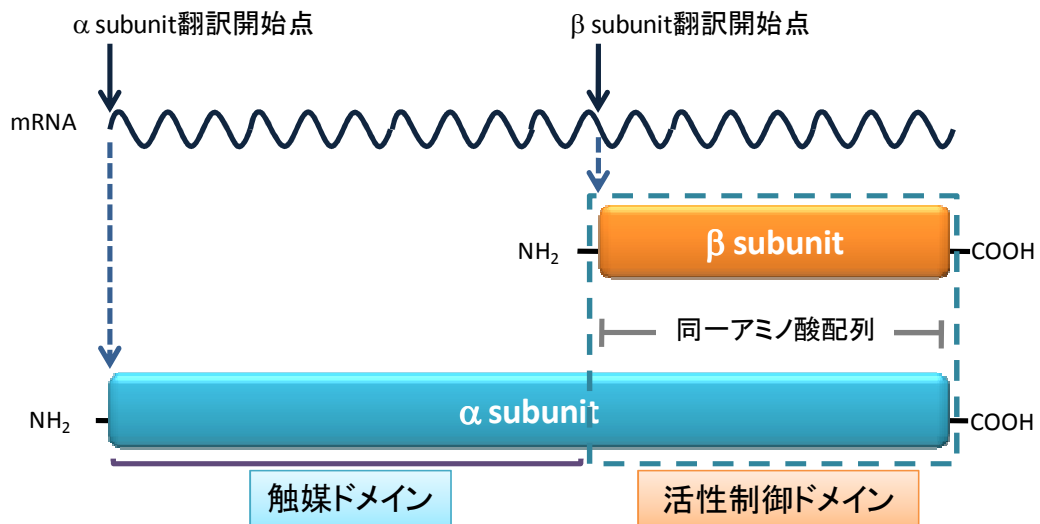 α subunit翻訳開始点
β subunit翻訳開始点
mRNA
NH₂
β subunit
COOH
同一アミノ酸配列
NH₂
α subunit
COOH
触媒ドメイン
活性制御ドメイン